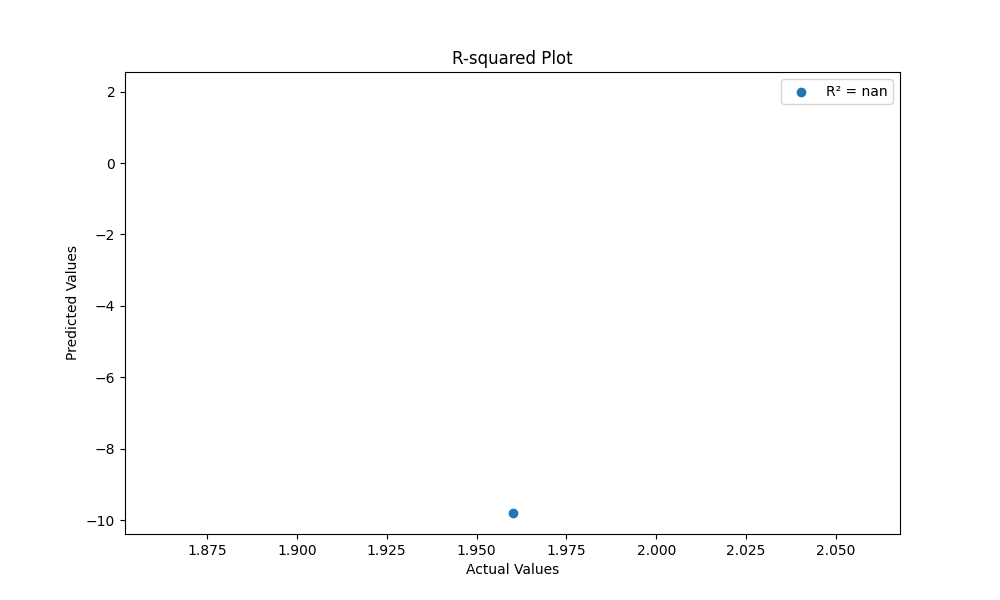 R-squared Plot
R² = nan
2
0
−2
−4
−6
−8
−10
Predicted Values
1.875 1.900 1.925 1.950 1.975 2.000 2.025 2.050
Actual Values